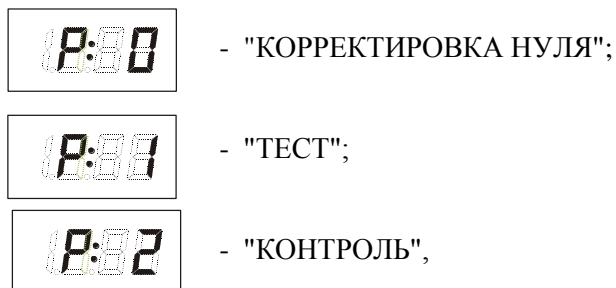 P: 0 - "КОРРЕКТИРОВКА НУЛЯ";
P: 1 - "ТЕСТ";
P: 2 - "КОНТРОЛЬ",